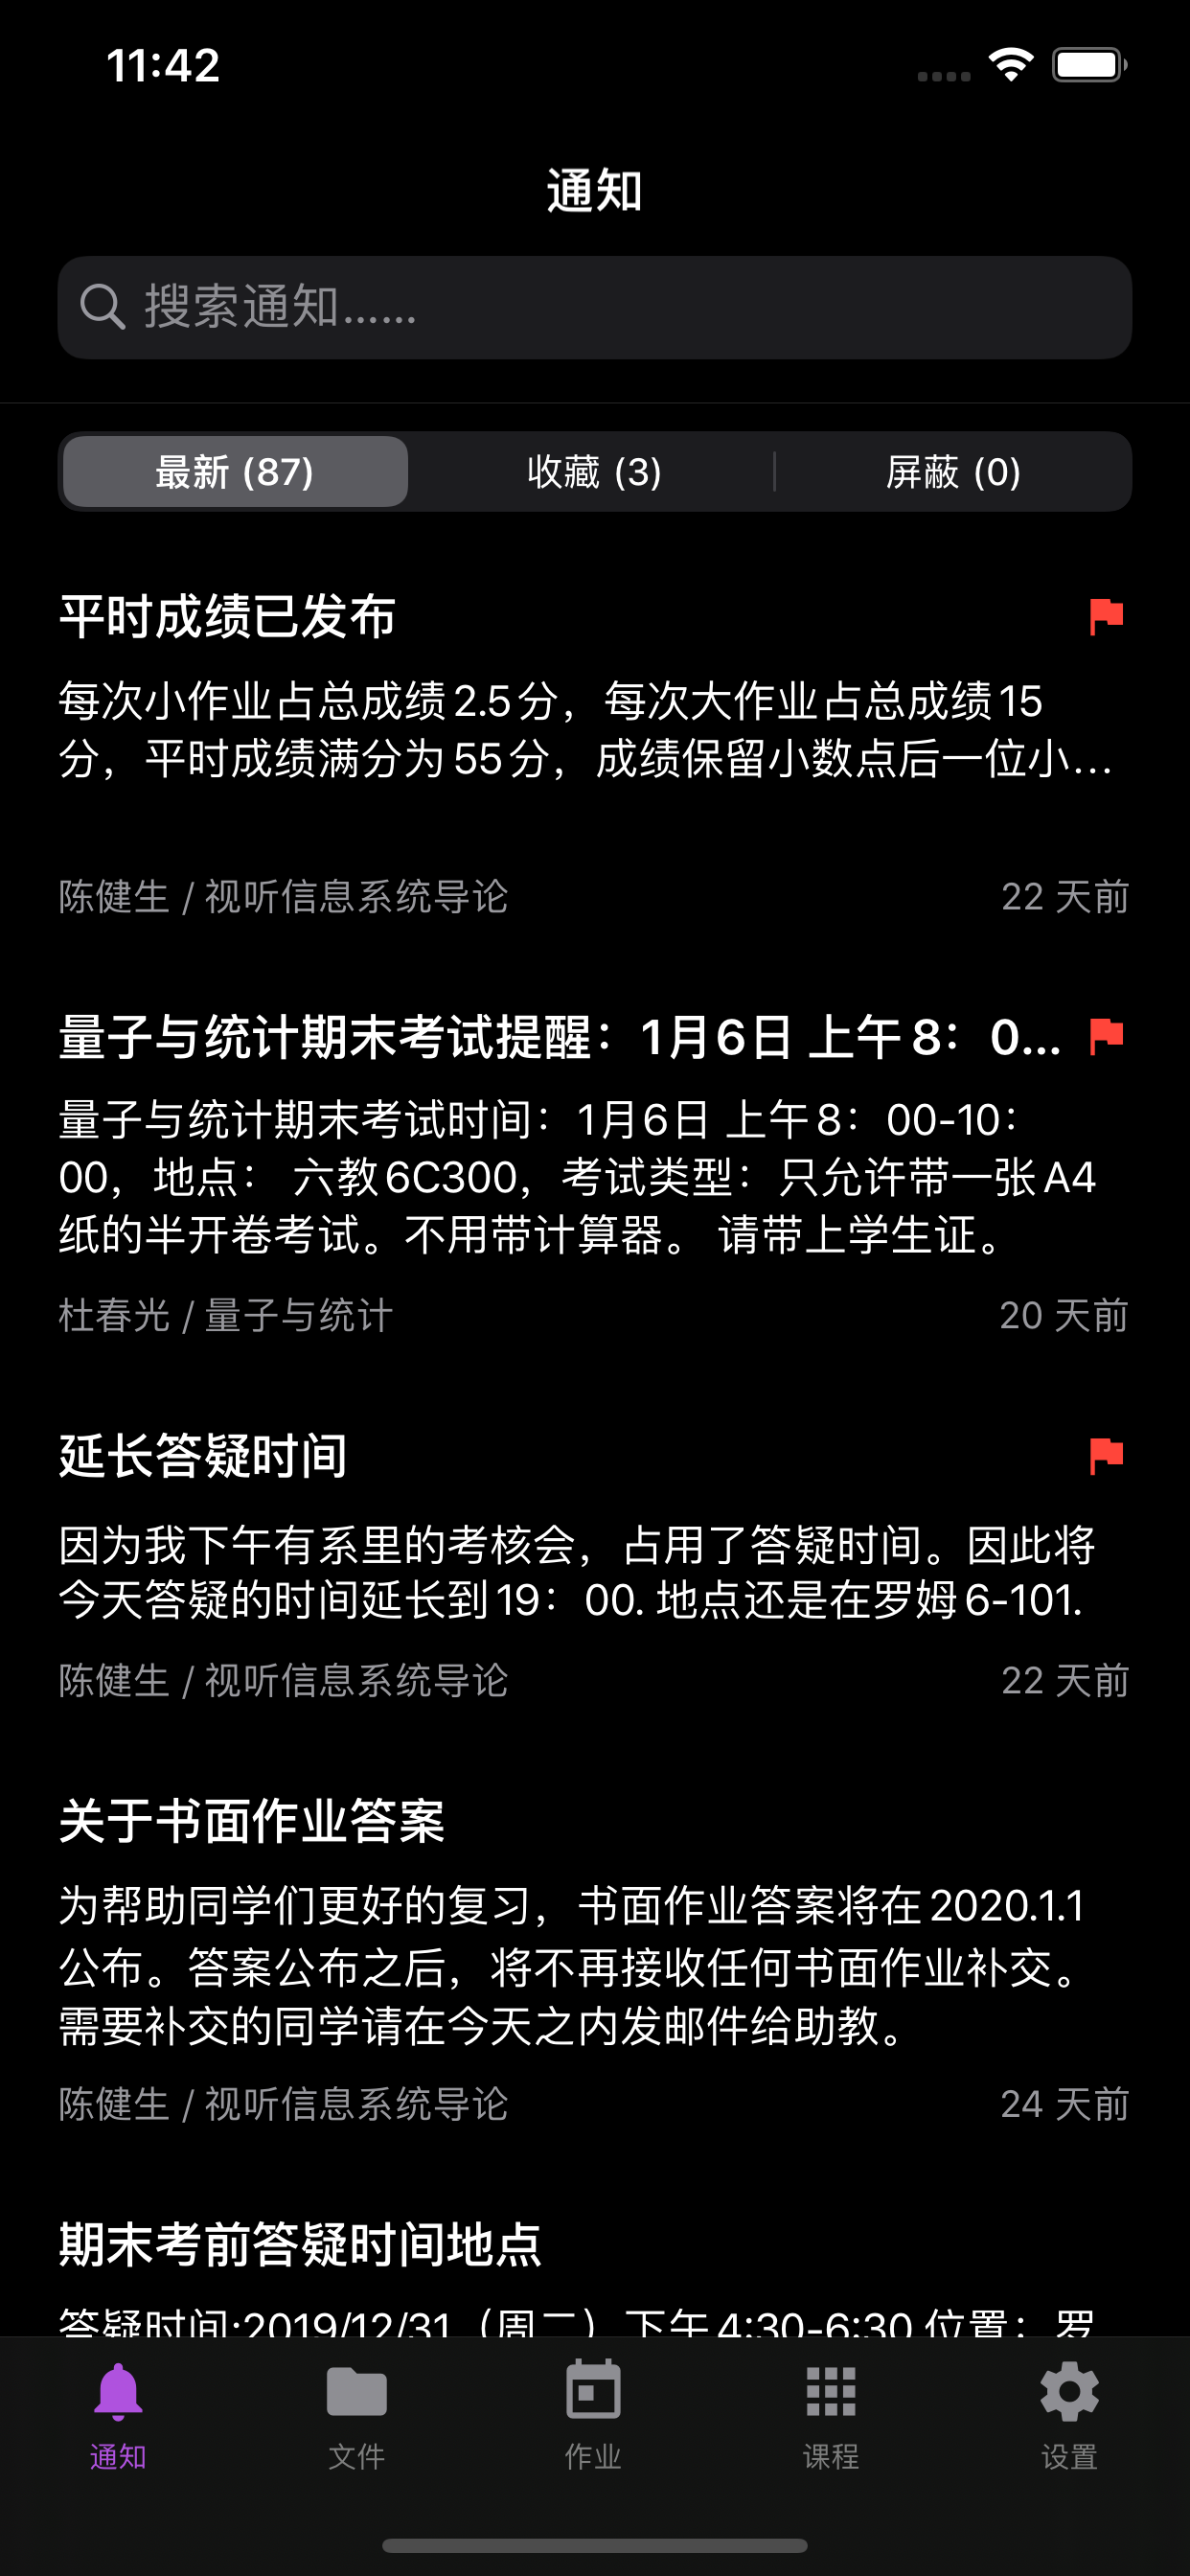 11:42
通知
搜索通知......
最新 (87)
收藏 (3)
屏蔽 (0)
平时成绩已发布
每次小作业占总成绩2.5分，每次大作业占总成绩15
分，平时成绩满分为55分，成绩保留小数点后一位小...
陈健生 / 视听信息系统导论
22 天前
量子与统计期末考试提醒：1月6日 上午8：0...
量子与统计期末考试时间：1月6日 上午8：00-10：
00，地点： 六教6C300，考试类型：只允许带一张A4
纸的半开卷考试。不用带计算器。 请带上学生证。
杜春光 / 量子与统计
20 天前
延长答疑时间
因为我下午有系里的考核会，占用了答疑时间。因此将
今天答疑的时间延长到19：00. 地点还是在罗姆6-101.
陈健生 / 视听信息系统导论
22 天前
关于书面作业答案
为帮助同学们更好的复习，书面作业答案将在2020.1.1
公布。答案公布之后，将不再接收任何书面作业补交。
需要补交的同学请在今天之内发邮件给助教。
陈健生 / 视听信息系统导论
24 天前
期末考前答疑时间地点
答疑时间:2019/12/31（周二）下午4:30-6:30 位置：罗
通知
文件
作业
课程
设置